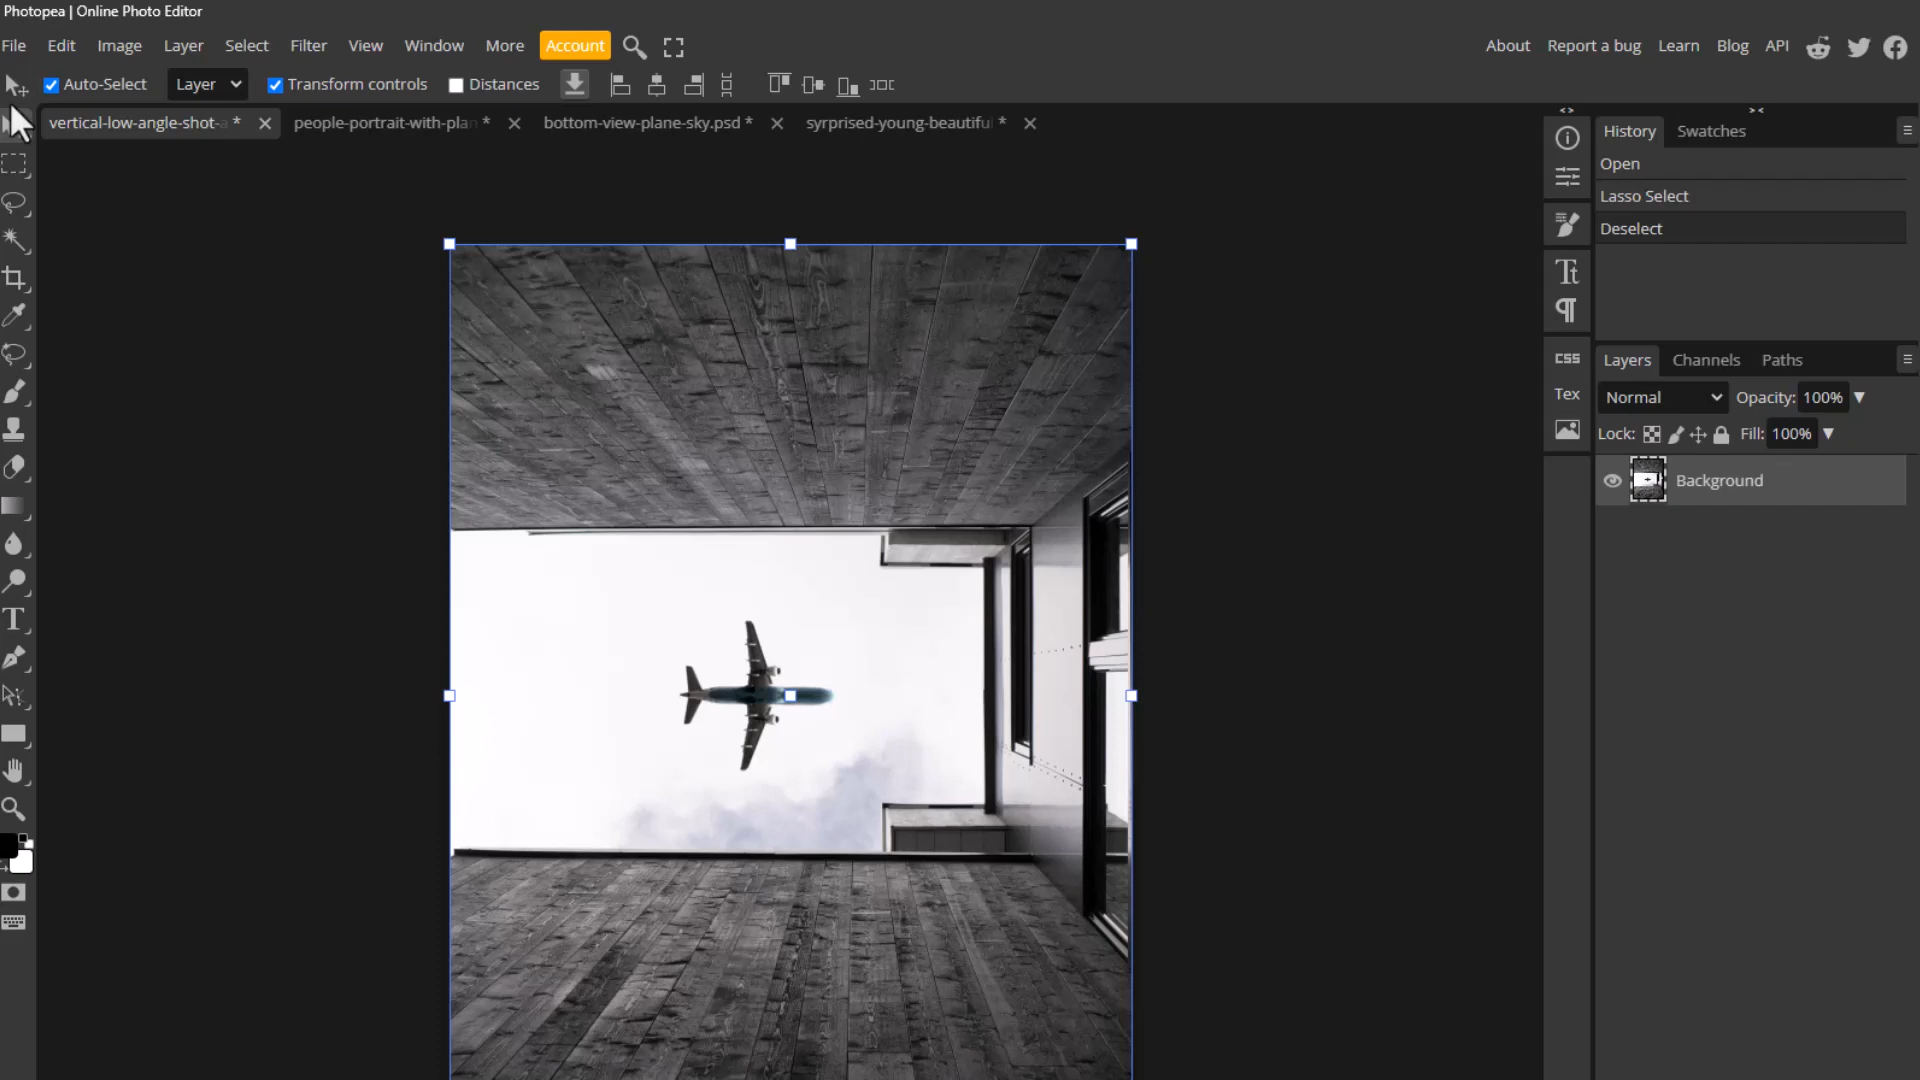 Photopea | Online Photo Editor
File Edit Image Layer Select Filter View Window More Account About Report a bug Learn Blog API
Auto-Select Layer Transform controls Distances
vertical-low-angle-shot-a * people-portrait-with-plan * bottom-view-plane-sky.psd * syrprised-young-beautiful *
History Swatches
Open
Lasso Select
Deselect
Layers Channels Paths
CSS
Normal Opacity: 100%
Tex
Lock: Fill: 100%
Background